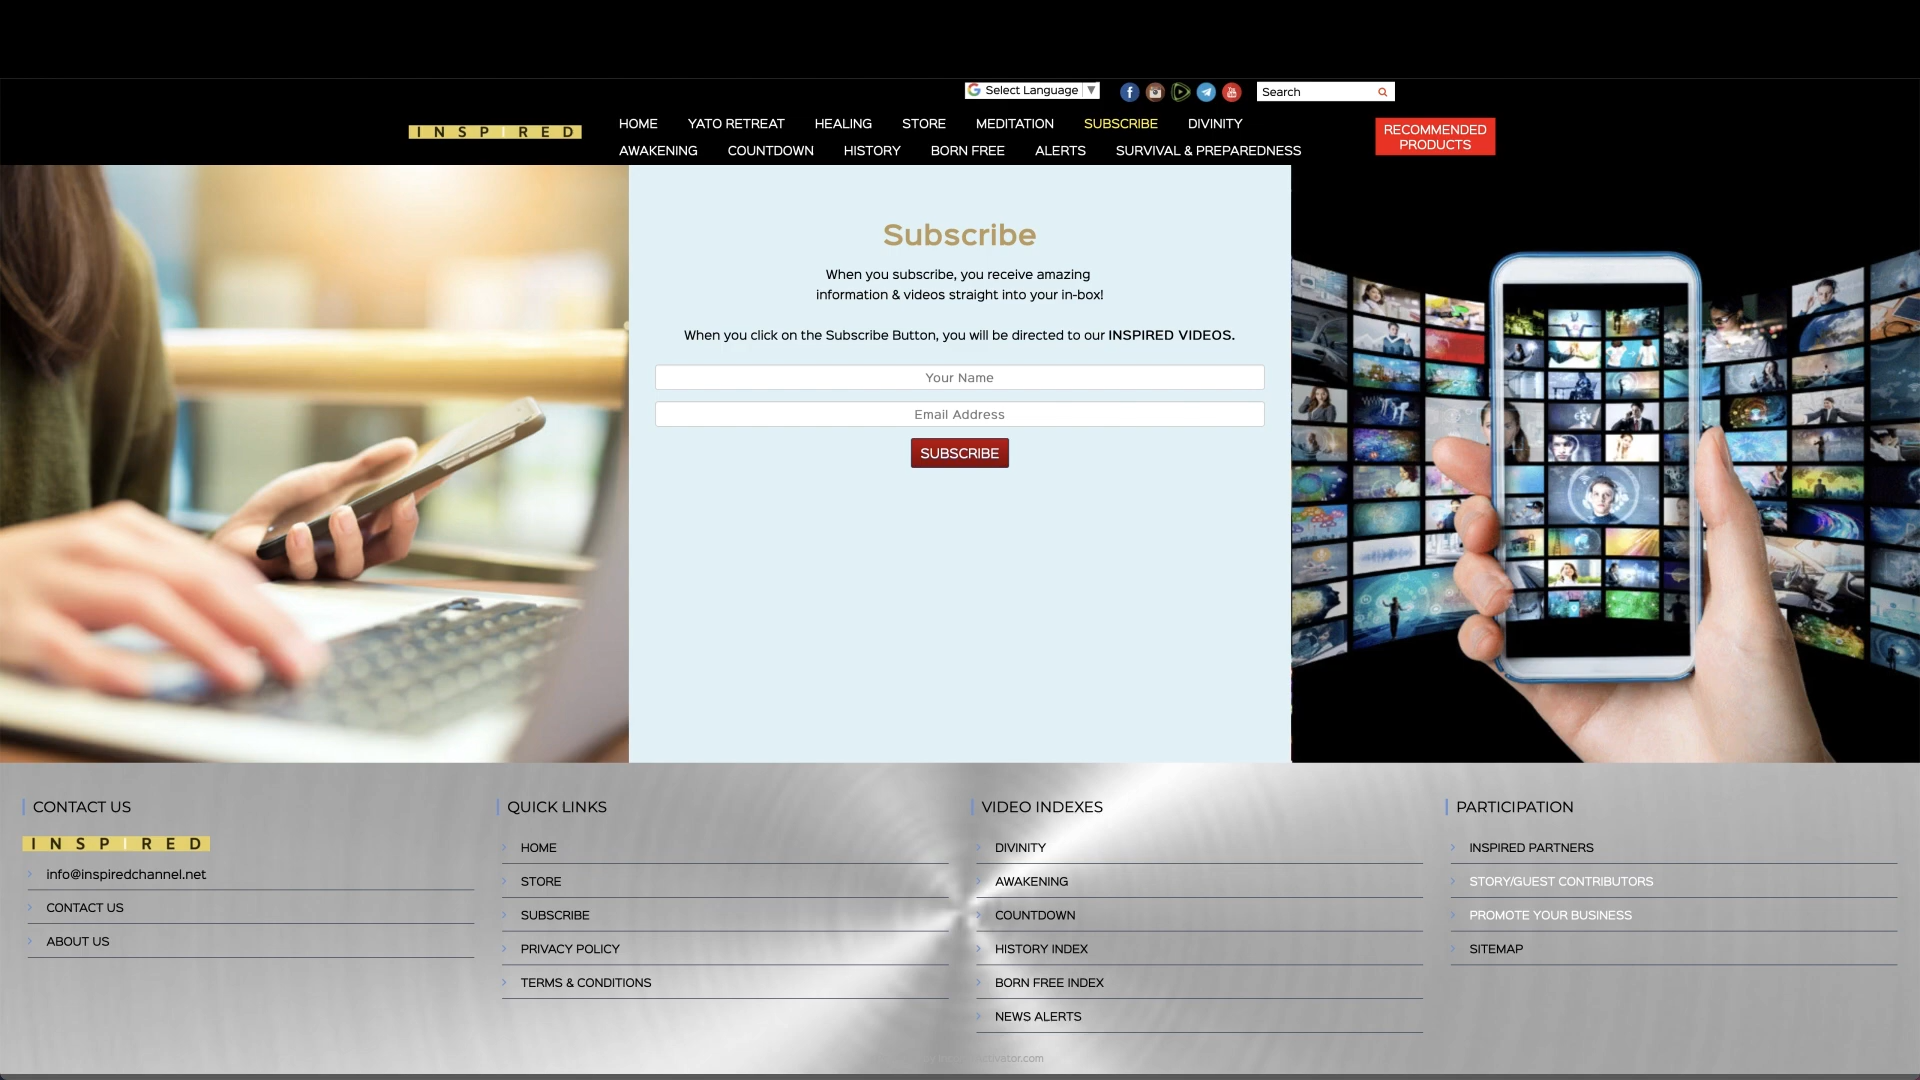 Select Language ▼
Search
INSPIRED
HOME YATO RETREAT HEALING STORE MEDITATION SUBSCRIBE DIVINITY
AWAKENING COUNTDOWN HISTORY BORN FREE ALERTS SURVIVAL & PREPAREDNESS
RECOMMENDED
PRODUCTS
Subscribe
When you subscribe, you receive amazing
information & videos straight into your in-box!
When you click on the Subscribe Button, you will be directed to our INSPIRED VIDEOS.
Your Name
Email Address
SUBSCRIBE
CONTACT US
INSPIRED
info@inspiredchannel.net
CONTACT US
ABOUT US
QUICK LINKS
HOME
STORE
SUBSCRIBE
PRIVACY POLICY
TERMS & CONDITIONS
VIDEO INDEXES
DIVINITY
AWAKENING
COUNTDOWN
HISTORY INDEX
BORN FREE INDEX
NEWS ALERTS
PARTICIPATION
INSPIRED PARTNERS
STORY/GUEST CONTRIBUTORS
PROMOTE YOUR BUSINESS
SITEMAP